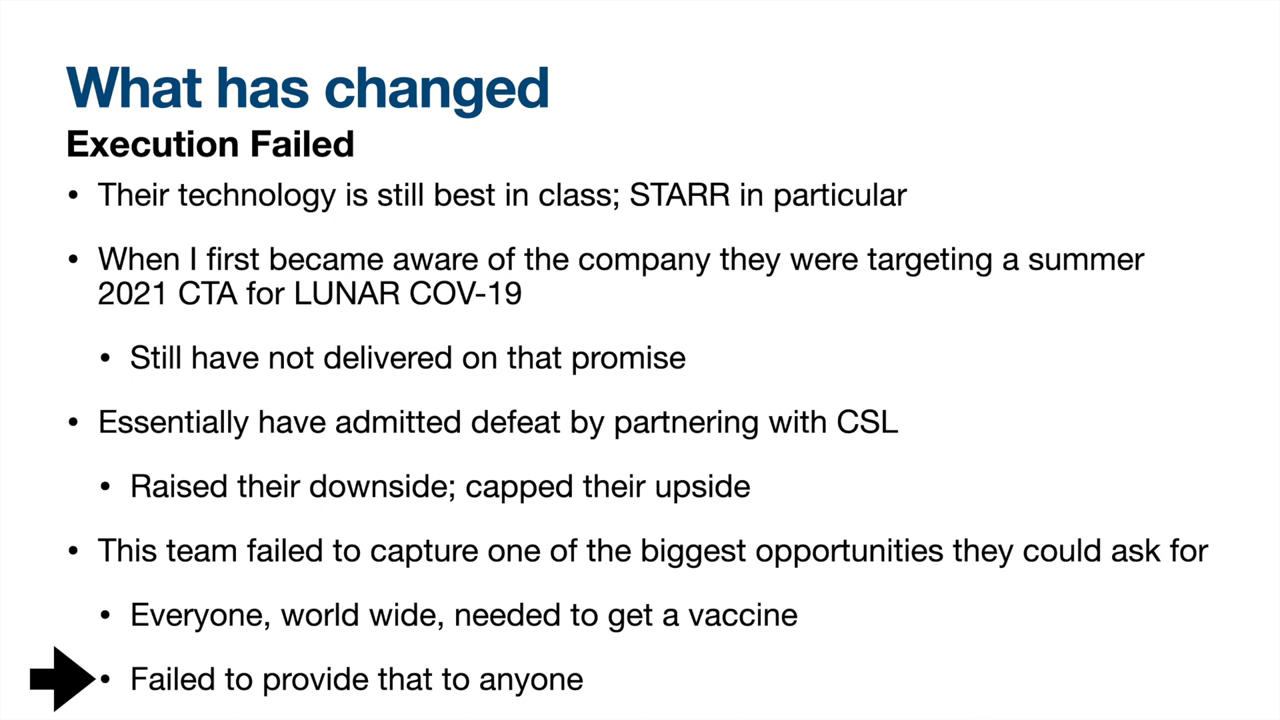 What has changed
Execution Failed
• Their technology is still best in class; STARR in particular
• When I first became aware of the company they were targeting a summer
2021 CTA for LUNAR COV-19
• Still have not delivered on that promise
• Essentially have admitted defeat by partnering with CSL
• Raised their downside; capped their upside
• This team failed to capture one of the biggest opportunities they could ask for
• Everyone, world wide, needed to get a vaccine
• Failed to provide that to anyone